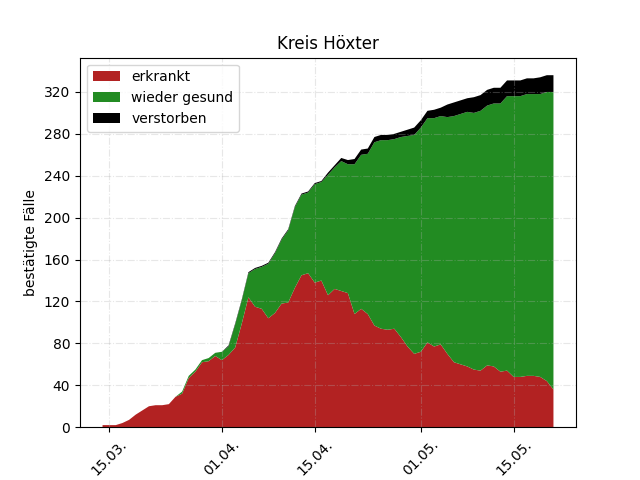 Kreis Höxter
erkrankt
wieder gesund
verstorben
bestätigte Fälle
320
280
240
200
160
120
80
40
0
15.03.
01.04.
15.04.
01.05.
15.05.